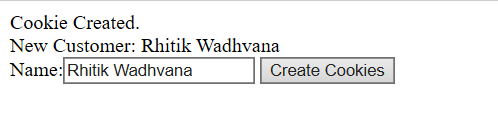 Cookie Created.
New Customer: Rhitik Wadhvana
Name: Rhitik Wadhvana Create Cookies